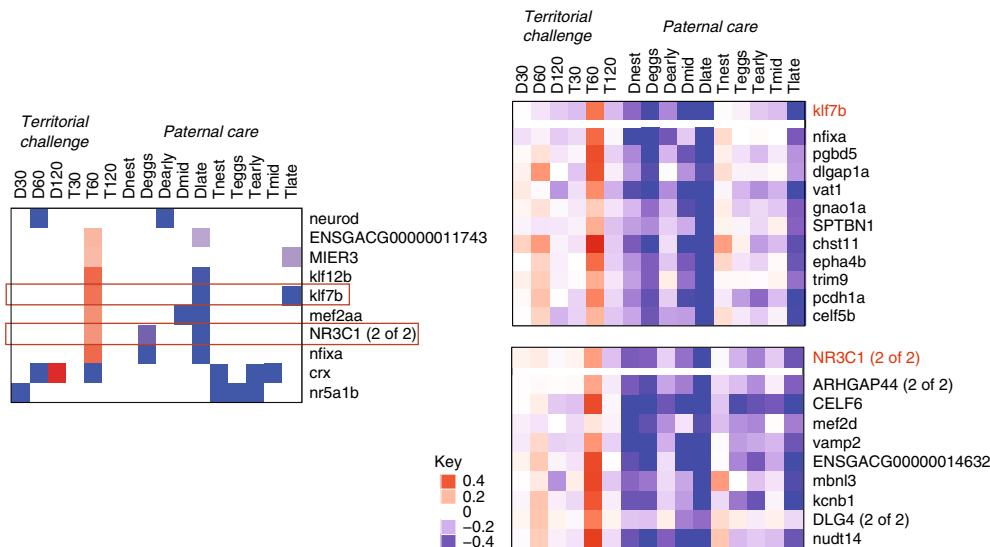 Territorial
challenge
Paternal care
D30 D60 D120 T30 T60 T120 Dnest Deggs Dearly Dmid Dlate Tnest Teggs Tearly Tmid Tlate
neurod
ENSGACG00000011743
MIER3
klf12b
klf7b
mef2aa
NR3C1 (2 of 2)
nfixa
crx
nr5a1b
Key
0.4
0.2
0
−0.2
−0.4
Territorial
challenge
Paternal care
D30 D60 D120 T30 T60 T120 Dnest Deggs Dearly Dmid Dlate Tnest Teggs Tearly Tmid Tlate
klf7b
nfixa
pgbd5
dlgap1a
vat1
gnao1a
SPTBN1
chst11
epha4b
trim9
pcdh1a
celf5b
NR3C1 (2 of 2)
ARHGAP44 (2 of 2)
CELF6
mef2d
vamp2
ENSGACG00000014632
mbnl3
kcnb1
DLG4 (2 of 2)
nudt14